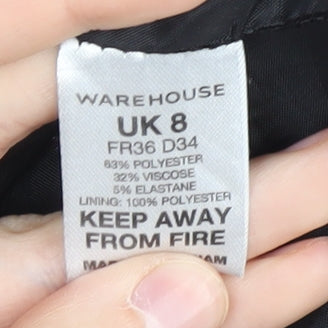 WAREHOUSE
UK 8
FR36 D34
63% POLYESTER
32% VISCOSE
5% ELASTANE
LINING: 100% POLYESTER
KEEP AWAY
FROM FIRE